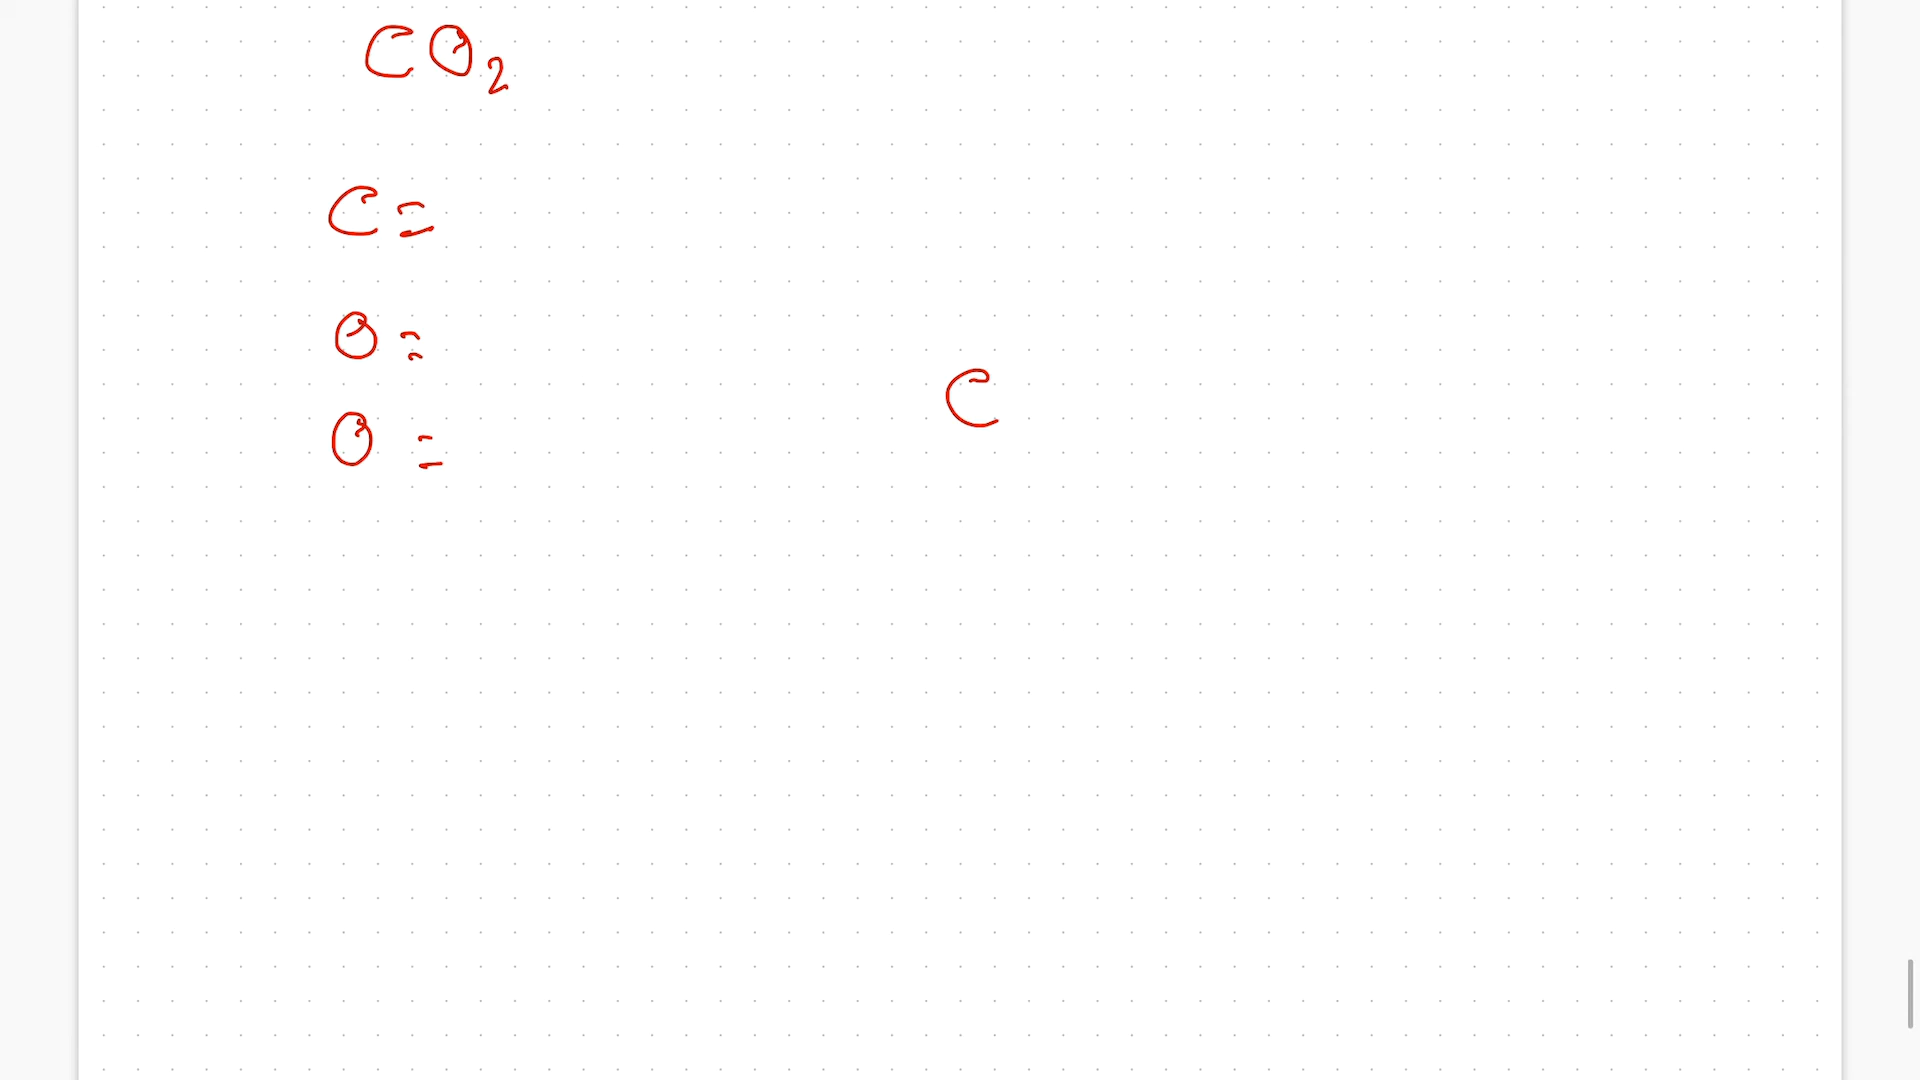 CO2
C =
O =
O =
C